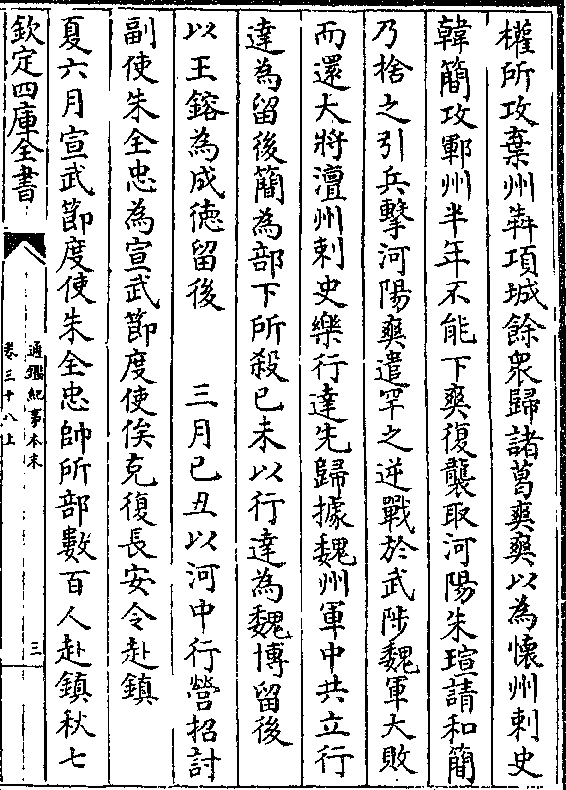 權所攻棄州犇項城餘衆歸諸葛爽爽以為懷州刺史
韓簡攻鄆州半年不能下爽復襲取河陽朱瑄請和簡
乃捨之引兵擊河陽爽遣罕之逆戰於武陟魏軍大敗
而還大將澶州刺史樂行達先歸據魏州軍中共立行
達為留後簡為部下所殺已未以行達為魏博留後
以王鎔為成德留後 三月已丑以河中行營招討
副使朱全忠為宣武節度使俟克復長安令赴鎮
夏六月宣武節度使朱全忠帥所部數百人赴鎮秋七
欽定四庫全書
通鑑紀事本末
卷三十八上
三